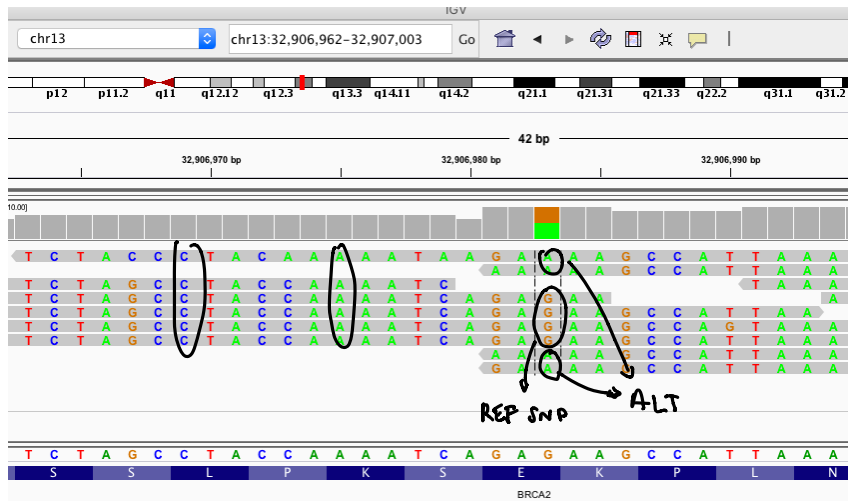 IGV
chr13
chr13:32,906,962-32,907,003
Go
p12 p11.2 q11 q12.12 q12.3 q13.3 q14.11 q14.2 q21.1 q21.31 q21.33 q22.2 q31.1 q31.2
42 bp
32,906,970 bp 32,906,980 bp 32,906,990 bp
10.00]
T C T A C C C T A C A A A A A T A A G A A A A G C C A T T A A A
A A A A A G C C A T T A A A
T C T A G C C T A C C A A A A T C T A A A
T C T A G C C T A C C A A A A T C A G A G A A A
T C T A G C C T A C C A A A A T C A G A G A A G C C A T T A A
T C T A G C C T A C C A A A A T C A G A G A A G C C A G T A A A
T C T A G C C T A C C A A A A T C A G A G A A G C C A T T A A A
A A A A A G C C A T T A A A
G A A A A G C C A T T A A A
REF SNP
ALT
T C T A G C C T A C C A A A A T C A G A G A A G C C A T T A A A
S S L P K S E K P L N
BRCA2